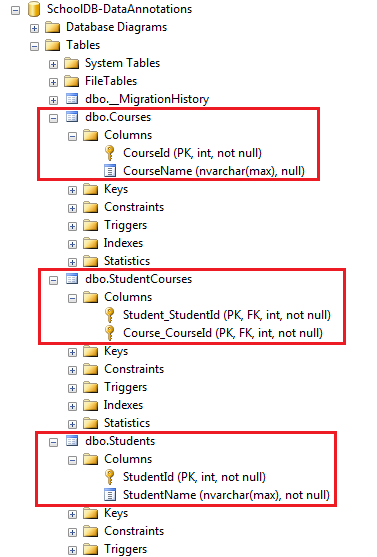 SchoolDB-DataAnnotations
Database Diagrams
Tables
System Tables
FileTables
dbo.__MigrationHistory
dbo.Courses
Columns
CourseId (PK, int, not null)
CourseName (nvarchar(max), null)
Keys
Constraints
Triggers
Indexes
Statistics
dbo.StudentCourses
Columns
Student_StudentId (PK, FK, int, not null)
Course_CourseId (PK, FK, int, not null)
Keys
Constraints
Triggers
Indexes
Statistics
dbo.Students
Columns
StudentId (PK, int, not null)
StudentName (nvarchar(max), not null)
Keys
Constraints
Triggers